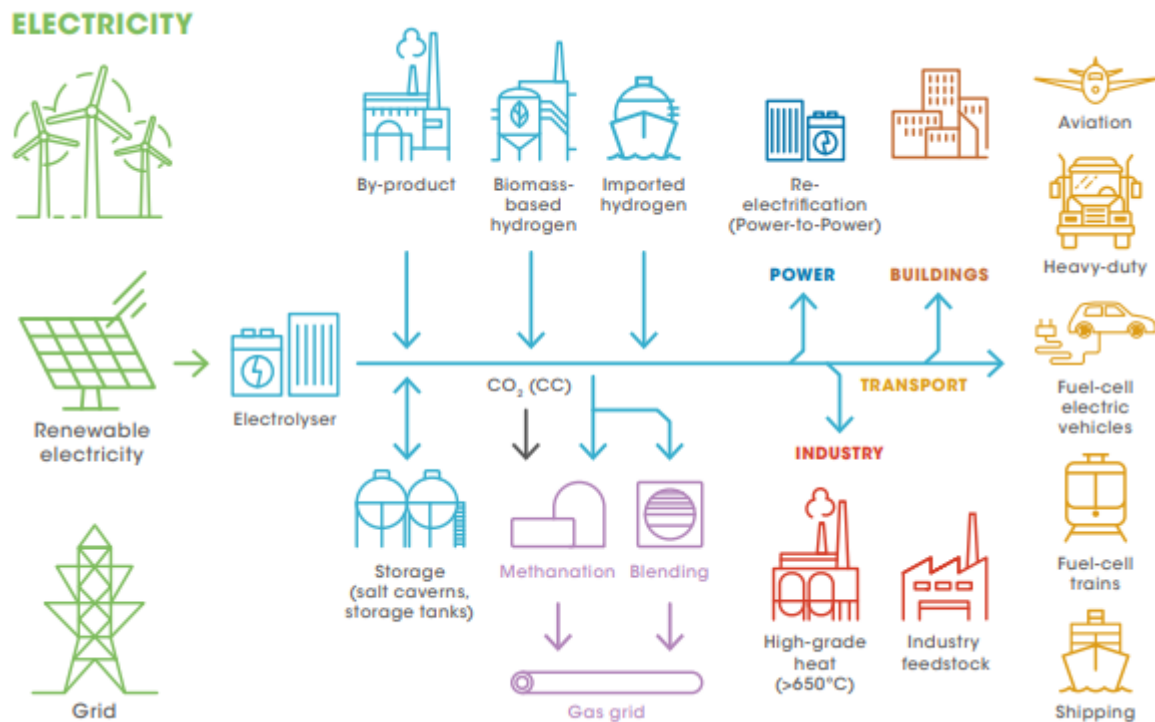 ELECTRICITY
By-product
Biomass-
based
hydrogen
Imported
hydrogen
Re-
electrification
(Power-to-Power)
Aviation
Heavy-duty
POWER
BUILDINGS
Renewable
electricity
Electrolyser
CO₂ (CC)
TRANSPORT
Fuel-cell
electric
vehicles
INDUSTRY
Storage
(salt caverns,
storage tanks)
Methanation
Blending
Fuel-cell
trains
High-grade
heat
(>650°C)
Industry
feedstock
Grid
Gas grid
Shipping